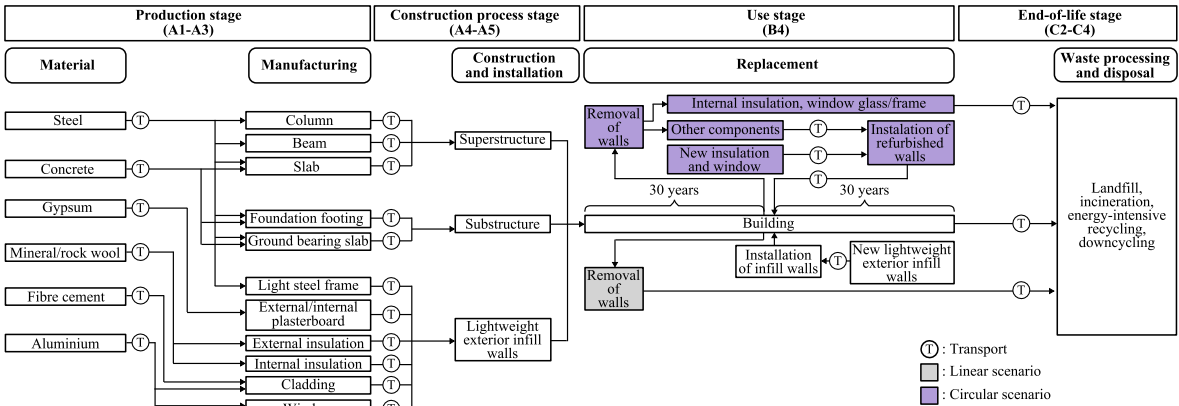 Production stage
(A1-A3)
Construction process stage
(A4-A5)
Use stage
(B4)
End-of-life stage
(C2-C4)
Material
Manufacturing
Construction
and installation
Replacement
Waste processing
and disposal
Steel
T
Concrete
T
Gypsum
T
Mineral/rock wool
T
Fibre cement
T
Aluminium
T
Column
T
Beam
T
Slab
T
Foundation footing
T
Ground bearing slab
T
Light steel frame
T
External/internal
plasterboard
T
External insulation
T
Internal insulation
T
Cladding
T
Superstructure
Substructure
Lightweight
exterior infill
walls
Removal
of
walls
Internal insulation, window glass/frame
T
Other components
T
Instalation of
refurbished
walls
New insulation
and window
T
T
30 years
30 years
Building
T
Installation
of infill walls
T
New lightweight
exterior infill
walls
Removal
of
walls
T
Landfill,
incineration,
energy-intensive
recycling,
downcycling
T : Transport
: Linear scenario
: Circular scenario